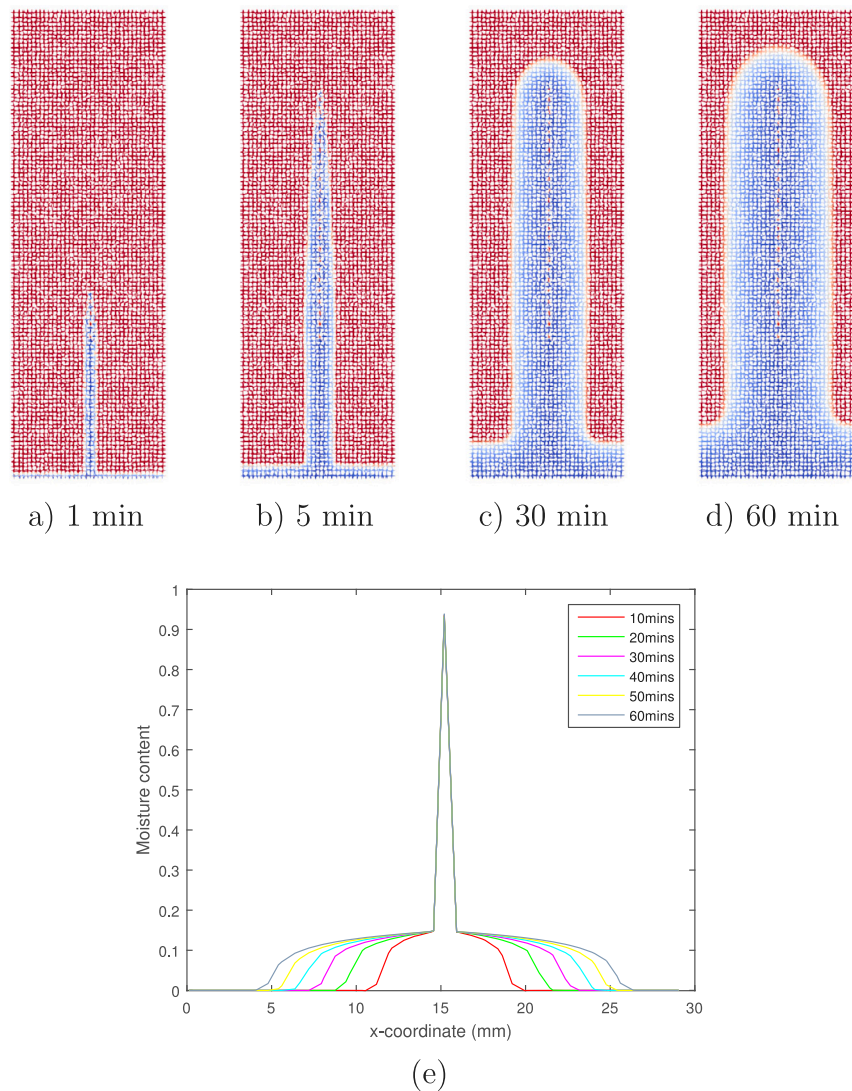 a) 1 min
b) 5 min
c) 30 min
d) 60 min
1
0.9
0.8
0.7
0.6
0.5
0.4
0.3
0.2
0.1
0
Moisture content
10mins
20mins
30mins
40mins
50mins
60mins
0 5 10 15 20 25 30
x-coordinate (mm)
(e)